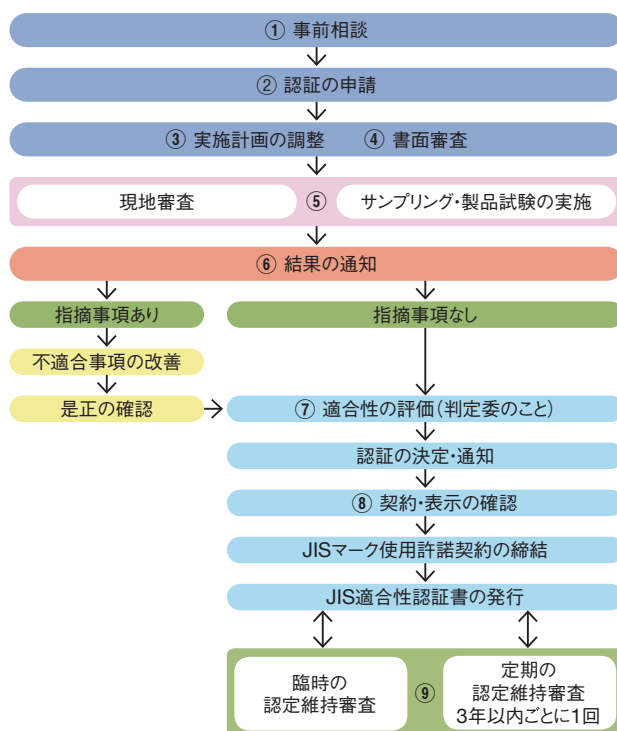 ① 事前相談
② 認証の申請
③ 実施計画の調整 ④ 書面審査
現地審査 ⑤ サンプリング・製品試験の実施
⑥ 結果の通知
指摘事項あり 指摘事項なし
不適合事項の改善
是正の確認 ⑦ 適合性の評価(判定委のこと)
認証の決定・通知
⑧ 契約・表示の確認
JISマーク使用許諾契約の締結
JIS適合性認証書の発行
臨時の
認定維持審査
⑨
定期の
認定維持審査
3年以内ごとに1回